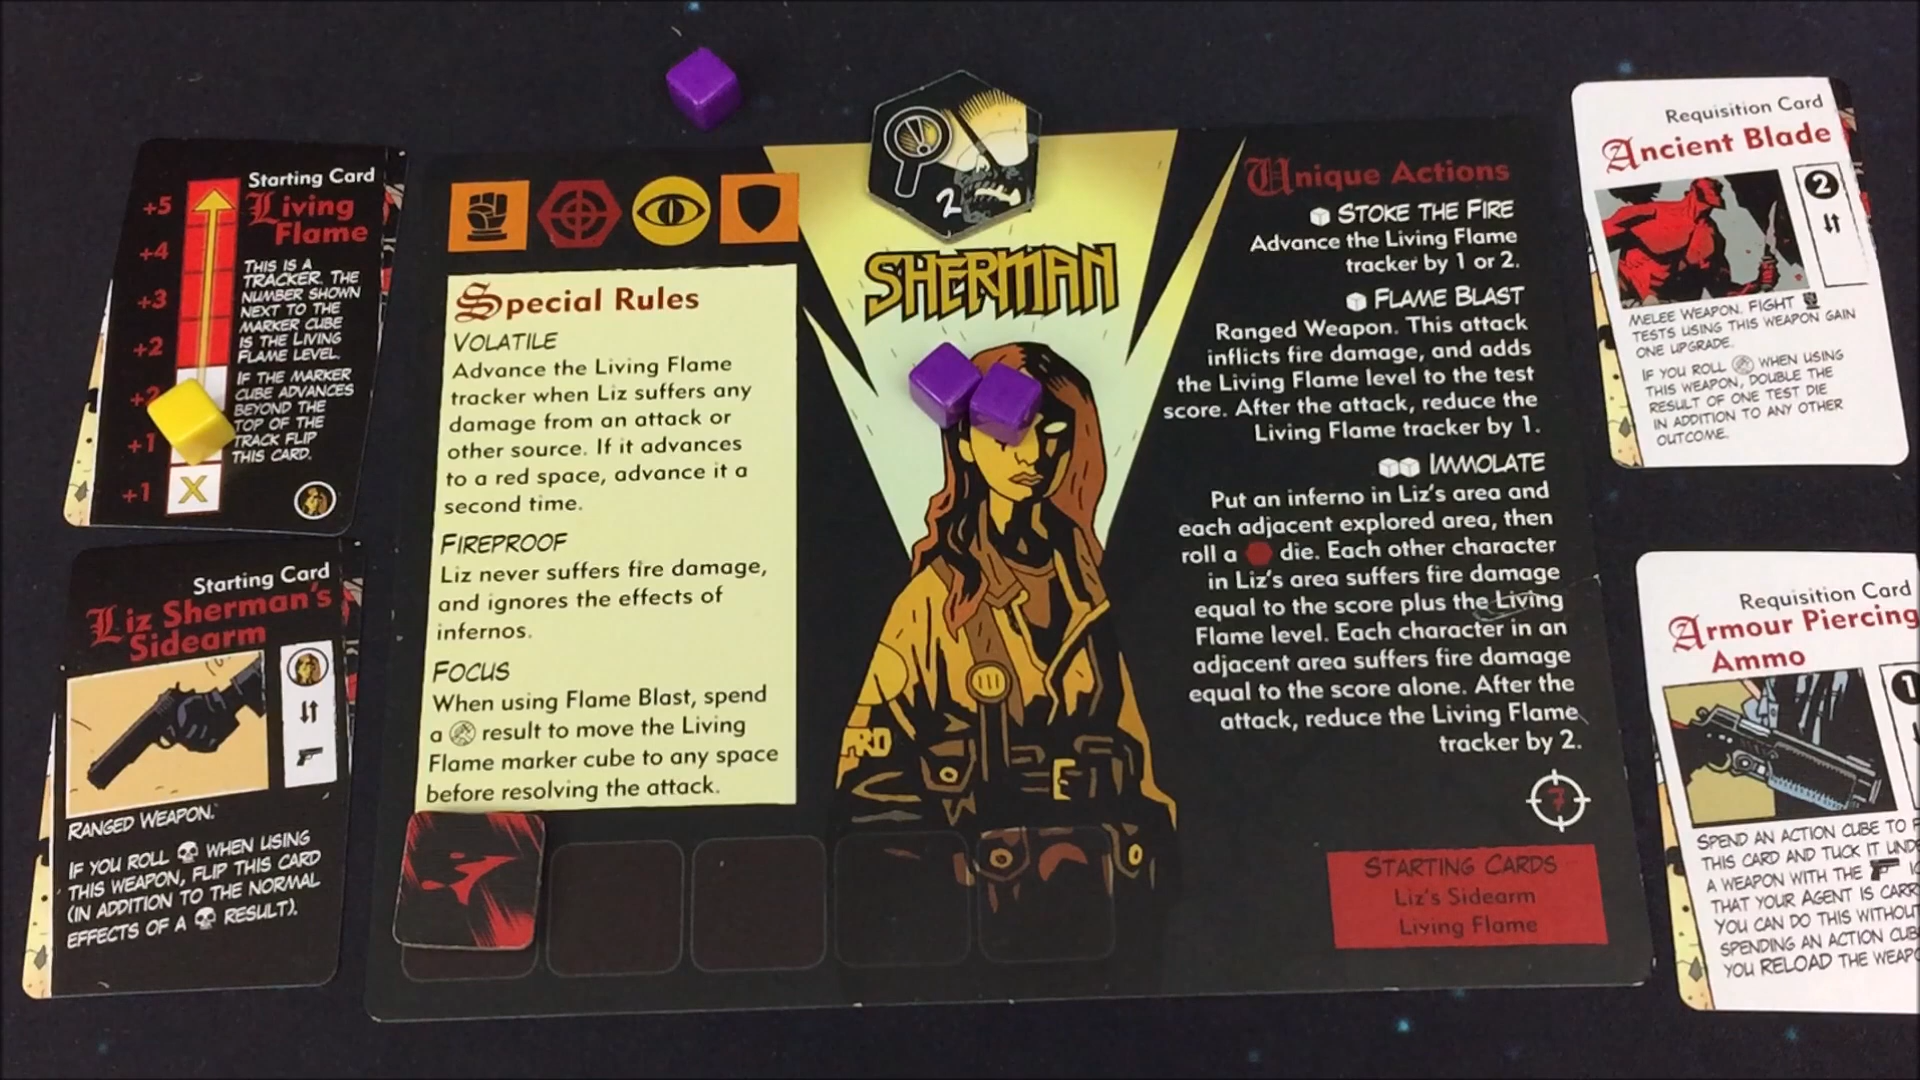 Starting Card
Living
Flame
+5
+4
+3
+2
+1
+1
X
THIS IS A
TRACKER. THE
NUMBER SHOWN
NEXT TO THE
MARKER CUBE
IS THE LIVING
FLAME LEVEL.
IF THE MARKER
CUBE ADVANCES
BEYOND THE
TOP OF THE
TRACK FLIP
THIS CARD.
Starting Card
Liz Sherman's
Sidearm
RANGED WEAPON.
IF YOU ROLL WHEN USING
THIS WEAPON, FLIP THIS CARD
(IN ADDITION TO THE NORMAL
EFFECTS OF A RESULT).
Special Rules
VOLATILE
Advance the Living Flame
tracker when Liz suffers any
damage from an attack or
other source. If it advances
to a red space, advance it a
second time.
FIREPROOF
Liz never suffers fire damage,
and ignores the effects of
infernos.
FOCUS
When using Flame Blast, spend
a result to move the Living
Flame marker cube to any space
before resolving the attack.
2
SHERMAN
Unique Actions
STOKE THE FIRE
Advance the Living Flame
tracker by 1 or 2.
FLAME BLAST
Ranged Weapon. This attack
inflicts fire damage, and adds
the Living Flame level to the test
score. After the attack, reduce the
Living Flame tracker by 1.
IMMOLATE
Put an inferno in Liz's area and
each adjacent explored area, then
roll a die. Each other character
in Liz's area suffers fire damage
equal to the score plus the Living
Flame level. Each character in an
adjacent area suffers fire damage
equal to the score alone. After the
attack, reduce the Living Flame
tracker by 2.
7
STARTING CARDS
Liz's Sidearm
Living Flame
Requisition Card
Ancient Blade
2
MELEE WEAPON. FIGHT
TESTS USING THIS WEAPON GAIN
ONE UPGRADE.
IF YOU ROLL WHEN USING
THIS WEAPON, DOUBLE THE
RESULT OF ONE TEST DIE
IN ADDITION TO ANY OTHER
OUTCOME.
Requisition Card
Armour Piercing
Ammo
1
SPEND AN ACTION CUBE TO
THIS CARD AND TUCK IT
A WEAPON WITH THE
THAT YOUR AGENT IS
YOU CAN DO THIS
SPENDING AN ACTION
YOU RELOAD THE